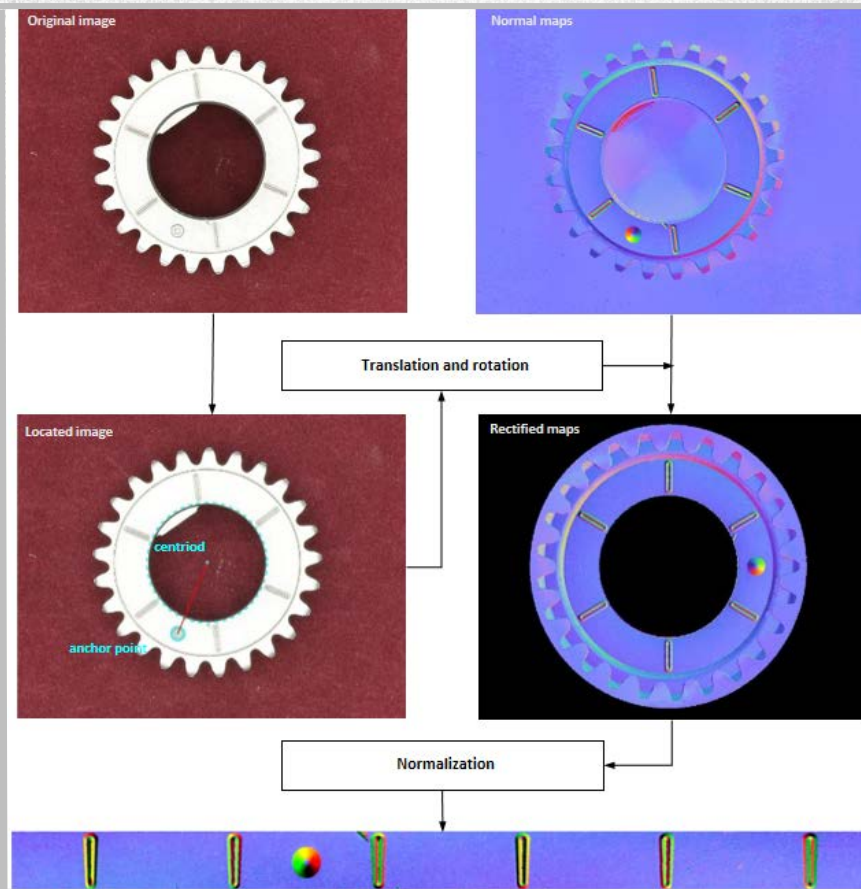 Original image
Normal maps
Translation and rotation
Located image
Rectified maps
centriod
anchor point
Normalization